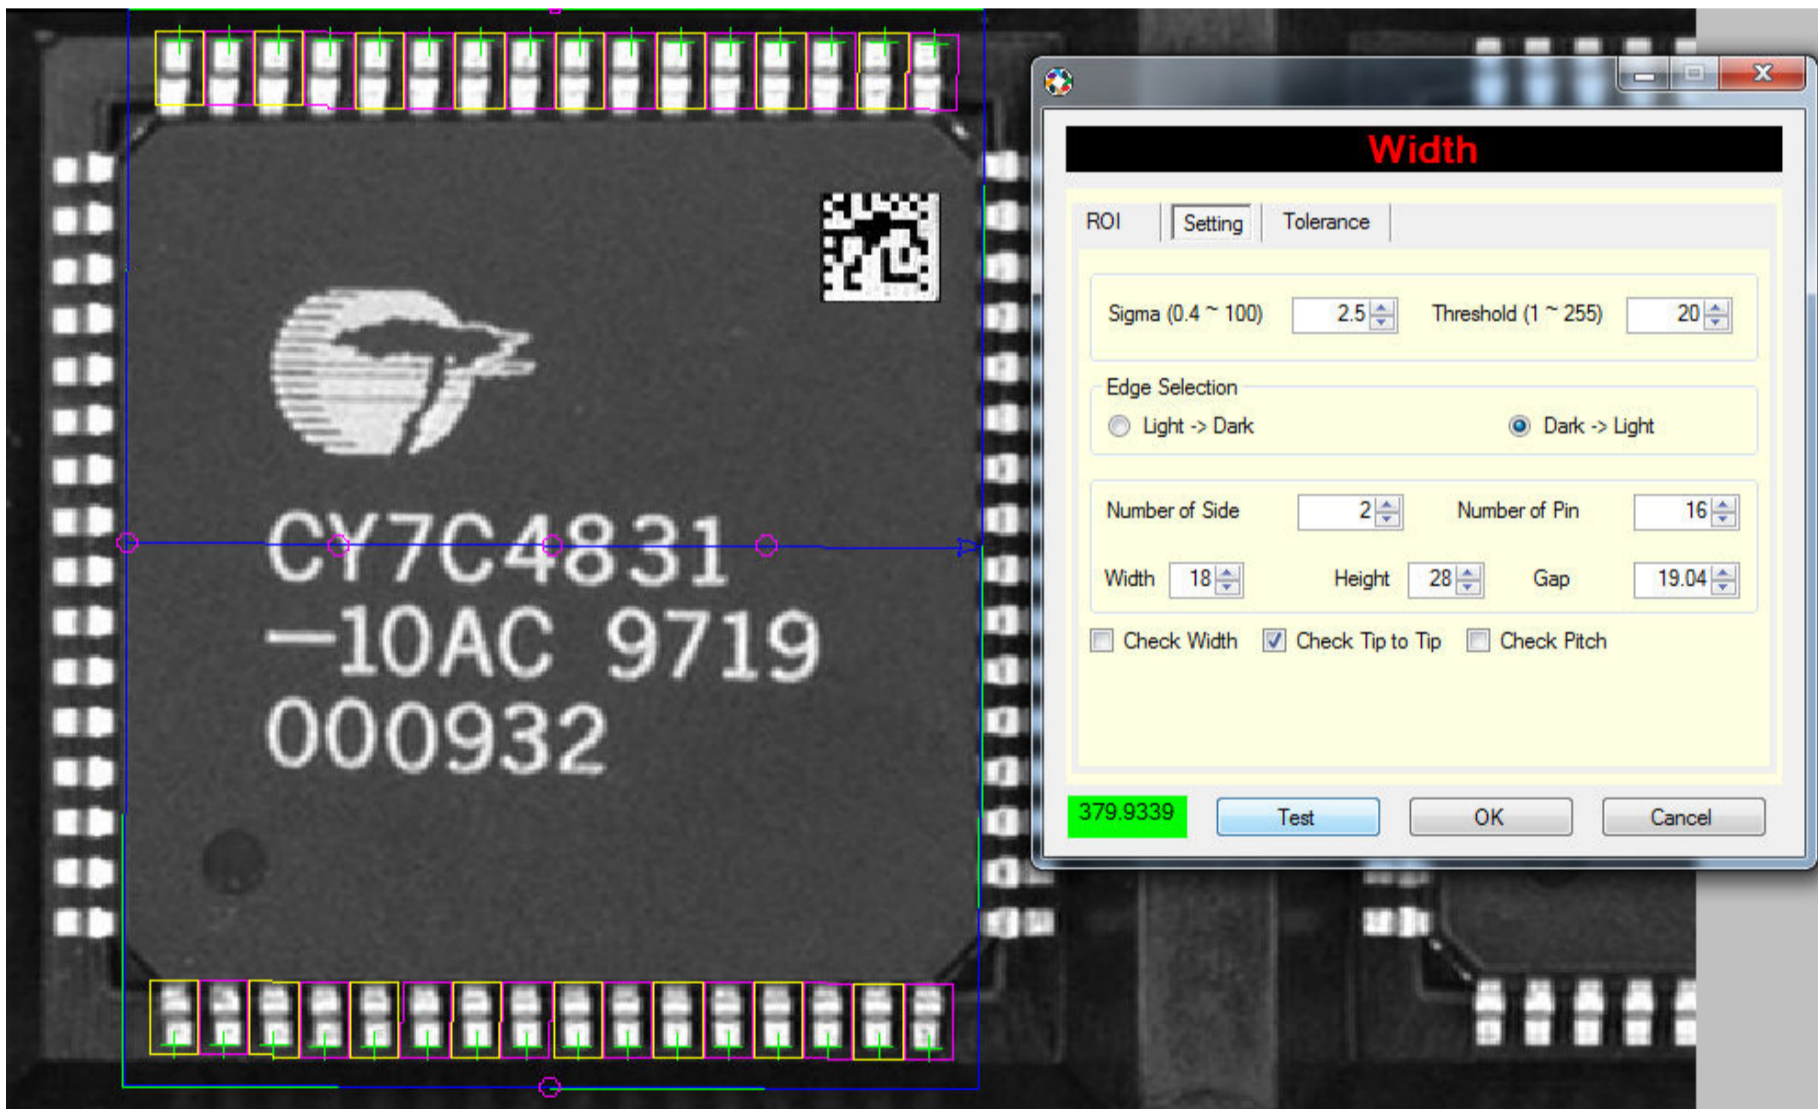 CY7C4831
-10AC 9719
000932
Width
ROI Setting Tolerance
Sigma (0.4 ~ 100) 2.5 Threshold (1 ~ 255) 20
Edge Selection
Light -> Dark Dark -> Light
Number of Side 2 Number of Pin 16
Width 18 Height 28 Gap 19.04
Check Width Check Tip to Tip Check Pitch
379.9339 Test OK Cancel